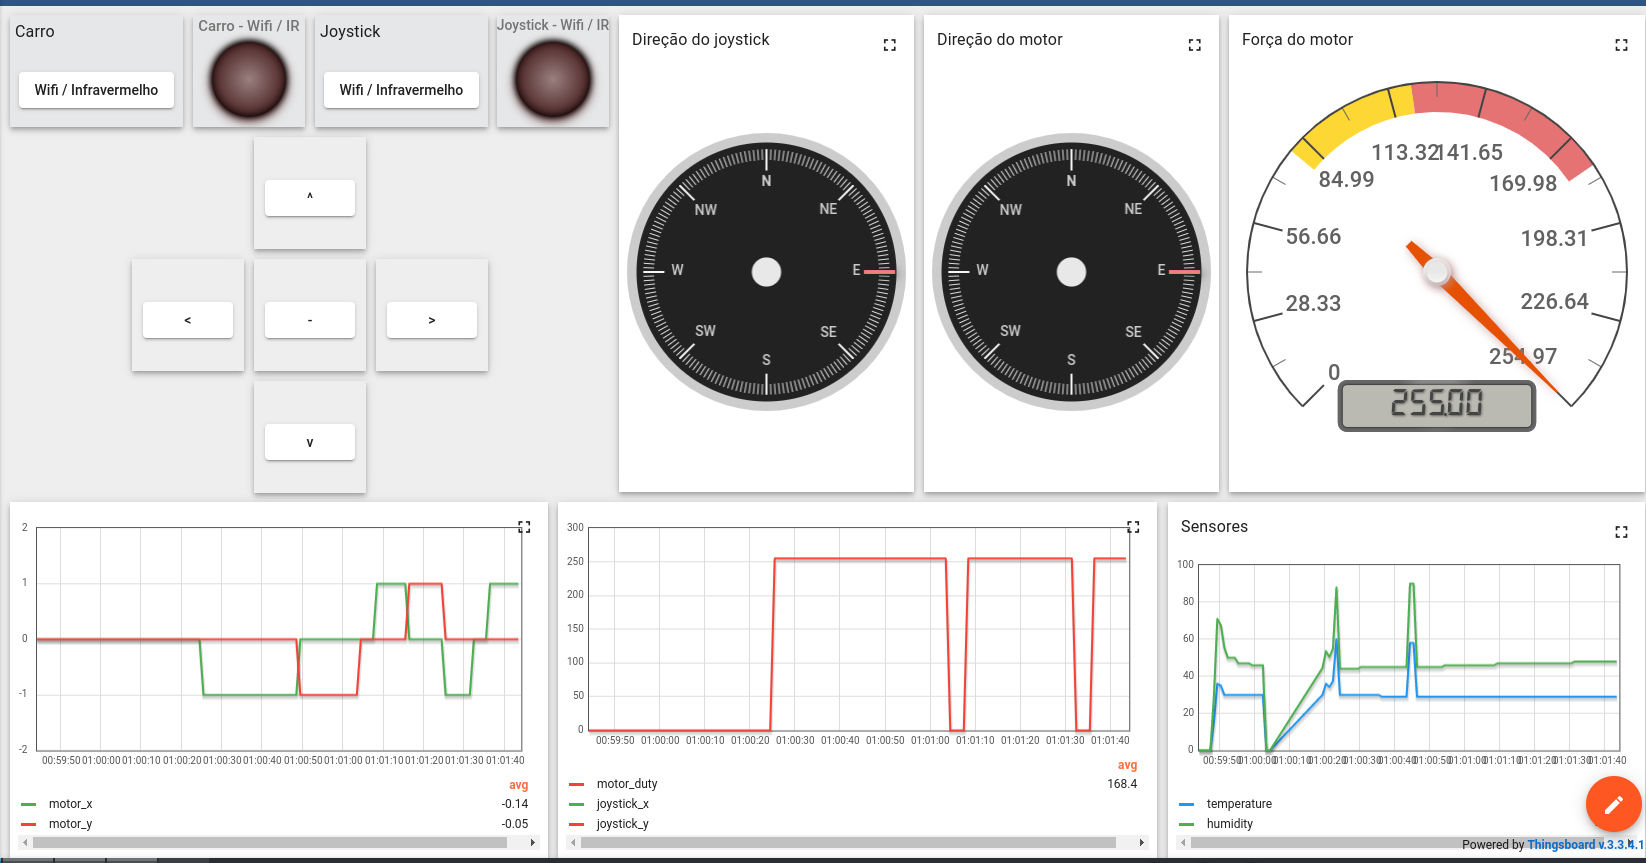 Carro
Carro - Wifi / IR
Joystick
Joystick - Wifi / IR
Wifi / Infravermelho
Wifi / Infravermelho
^
<
-
>
v
Direção do joystick
N
NW
NE
W
E
SW
SE
S
Direção do motor
N
NW
NE
W
E
SW
SE
S
Força do motor
113.32
141.65
84.99
169.98
56.66
198.31
28.33
226.64
254.97
0
255.00
2
1
0
-1
-2
00:59:50 01:00:00 01:00:10 01:00:20 01:00:30 01:00:40 01:00:50 01:01:00 01:01:10 01:01:20 01:01:30 01:01:40
avg
motor_x -0.14
motor_y -0.05
300
250
200
150
100
50
0
00:59:50 01:00:00 01:00:10 01:00:20 01:00:30 01:00:40 01:00:50 01:01:00 01:01:10 01:01:20 01:01:30 01:01:40
avg
motor_duty 168.4
joystick_x
joystick_y
Sensores
100
80
60
40
20
0
00:59:50 01:00:00 01:00:10 01:00:20 01:00:30 01:00:40 01:00:50 01:01:00 01:01:10 01:01:20 01:01:30 01:01:40
temperature
humidity
Powered by Thingsboard v.3.3.4.1